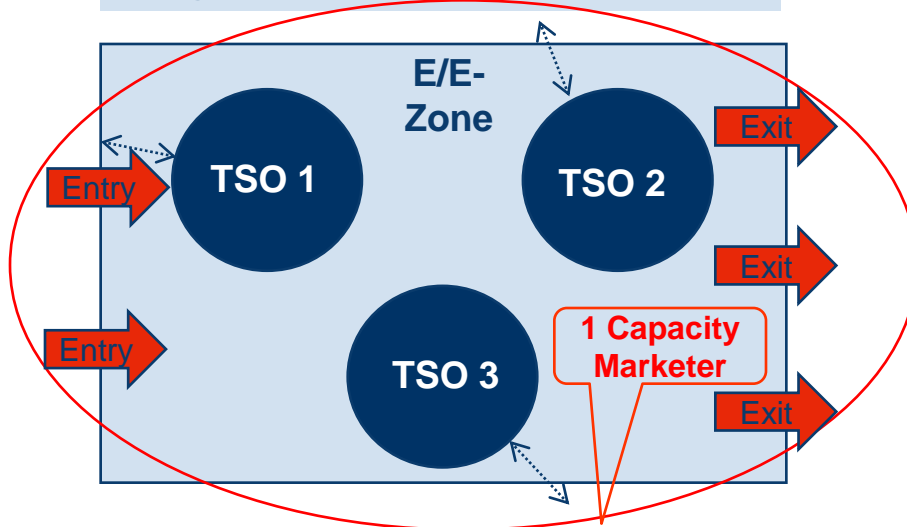 E/E-
Zone
Exit
TSO 1
TSO 2
Entry
Exit
1 Capacity
Marketer
Entry
TSO 3
Exit